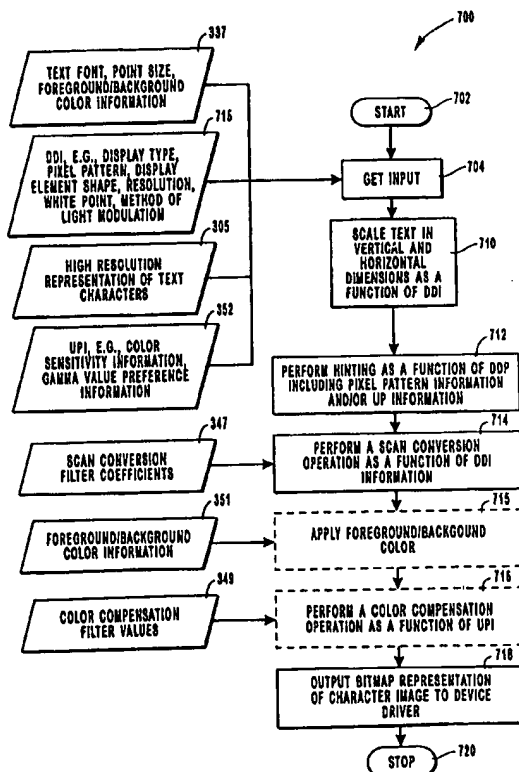 700
337
TEXT FONT, POINT SIZE,
FOREGROUND/BACKGROUND
COLOR INFORMATION
716
DDI, E.G., DISPLAY TYPE,
PIXEL PATTERN, DISPLAY
ELEMENT SHAPE, RESOLUTION,
WHITE POINT, METHOD OF
LIGHT MODULATION
305
HIGH RESOLUTION
REPRESENTATION OF TEXT
CHARACTERS
352
UPI, E.G., COLOR
SENSITIVITY INFORMATION,
GAMMA VALUE PREFERENCE
INFORMATION
347
SCAN CONVERSION
FILTER COEFFICIENTS
351
FOREGROUND/BACKGROUND
COLOR INFORMATION
349
COLOR COMPENSATION
FILTER VALUES
START
702
GET INPUT
704
SCALE TEXT IN
VERTICAL AND
HORIZONTAL
DIMENSIONS AS A
FUNCTION OF DDI
710
712
PERFORM HINTING AS A FUNCTION OF DDP
INCLUDING PIXEL PATTERN INFORMATION
AND/OR UP INFORMATION
714
PERFORM A SCAN CONVERSION
OPERATION AS A FUNCTION OF DDI
INFORMATION
715
APPLY FOREGROUND/BACKGOUND
COLOR
716
PERFORM A COLOR COMPENSATION
OPERATION AS A FUNCTION OF UPI
718
OUTPUT BITMAP REPRESENTATION
OF CHARACTER IMAGE TO DEVICE
DRIVER
STOP
720